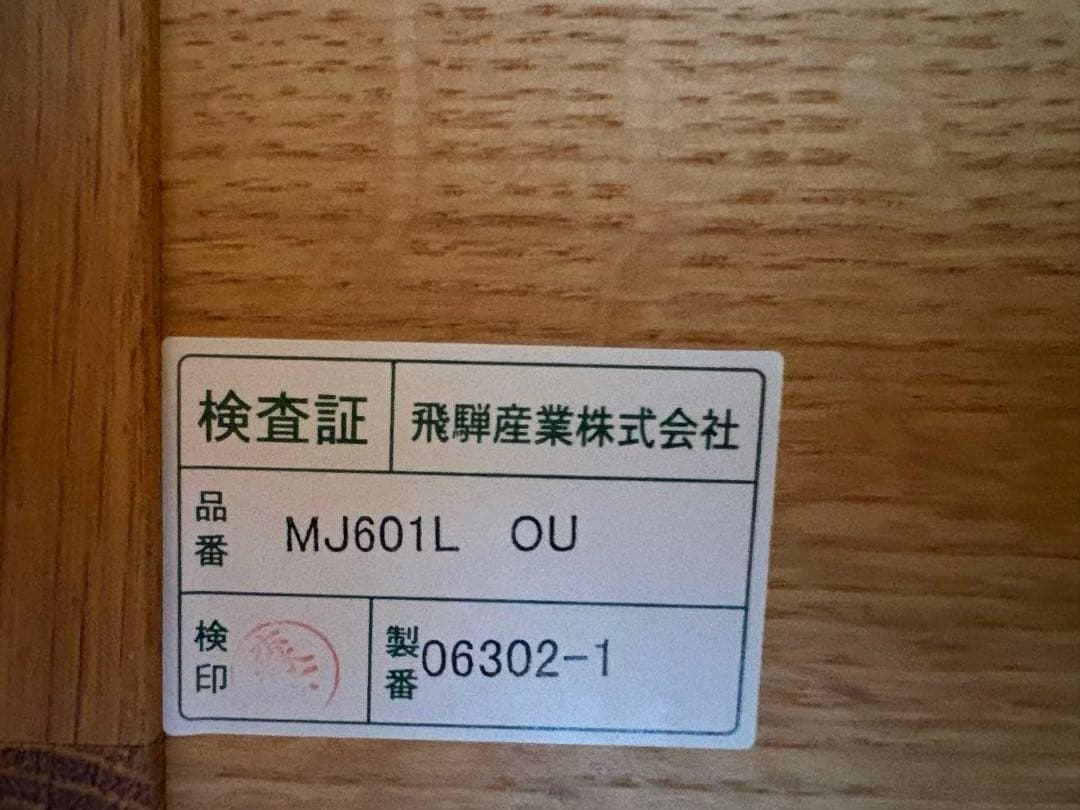 検査証 飛騨産業株式会社
品番 MJ601L OU
検印 製番 06302-1